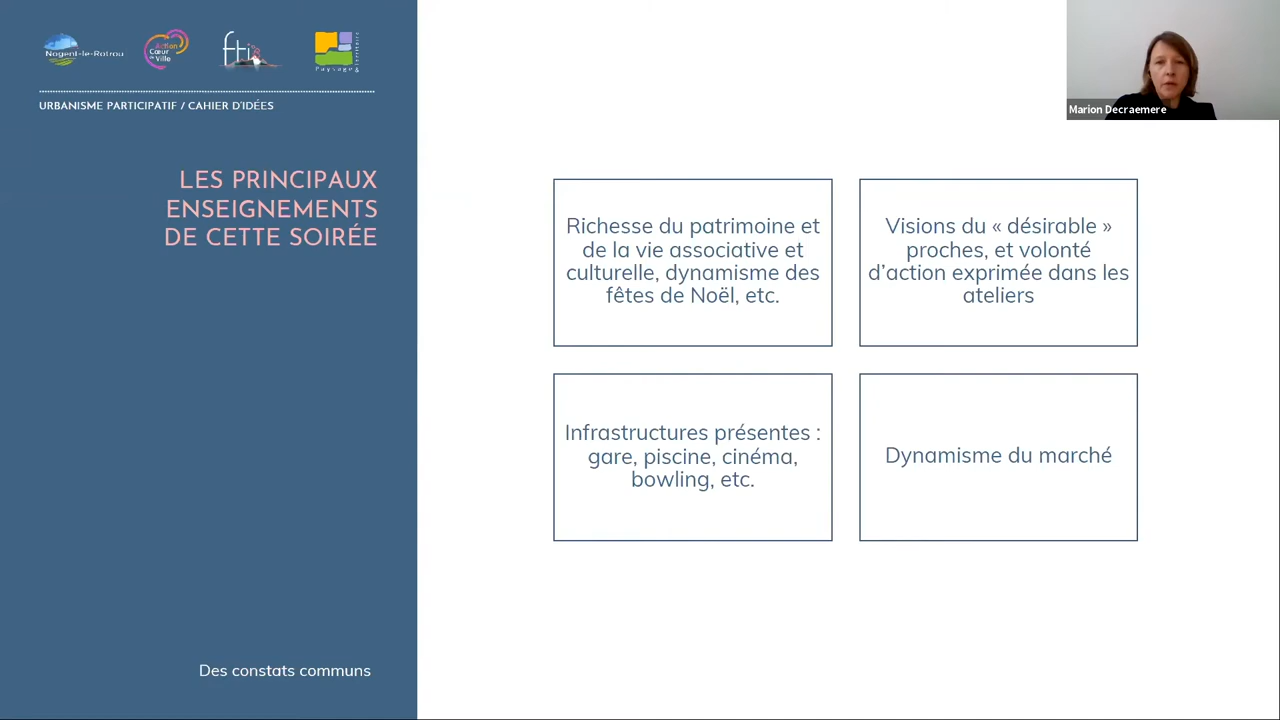 Nogent-le-Rotrou
Action
Cœur
de Ville
Paysage & territoire
URBANISME PARTICIPATIF / CAHIER D'IDÉES
LES PRINCIPAUX
ENSEIGNEMENTS
DE CETTE SOIRÉE
Des constats communs
Marion Decraemere
Richesse du patrimoine et
de la vie associative et
culturelle, dynamisme des
fêtes de Noël, etc.
Visions du « désirable »
proches, et volonté
d'action exprimée dans les
ateliers
Infrastructures présentes :
gare, piscine, cinéma,
bowling, etc.
Dynamisme du marché